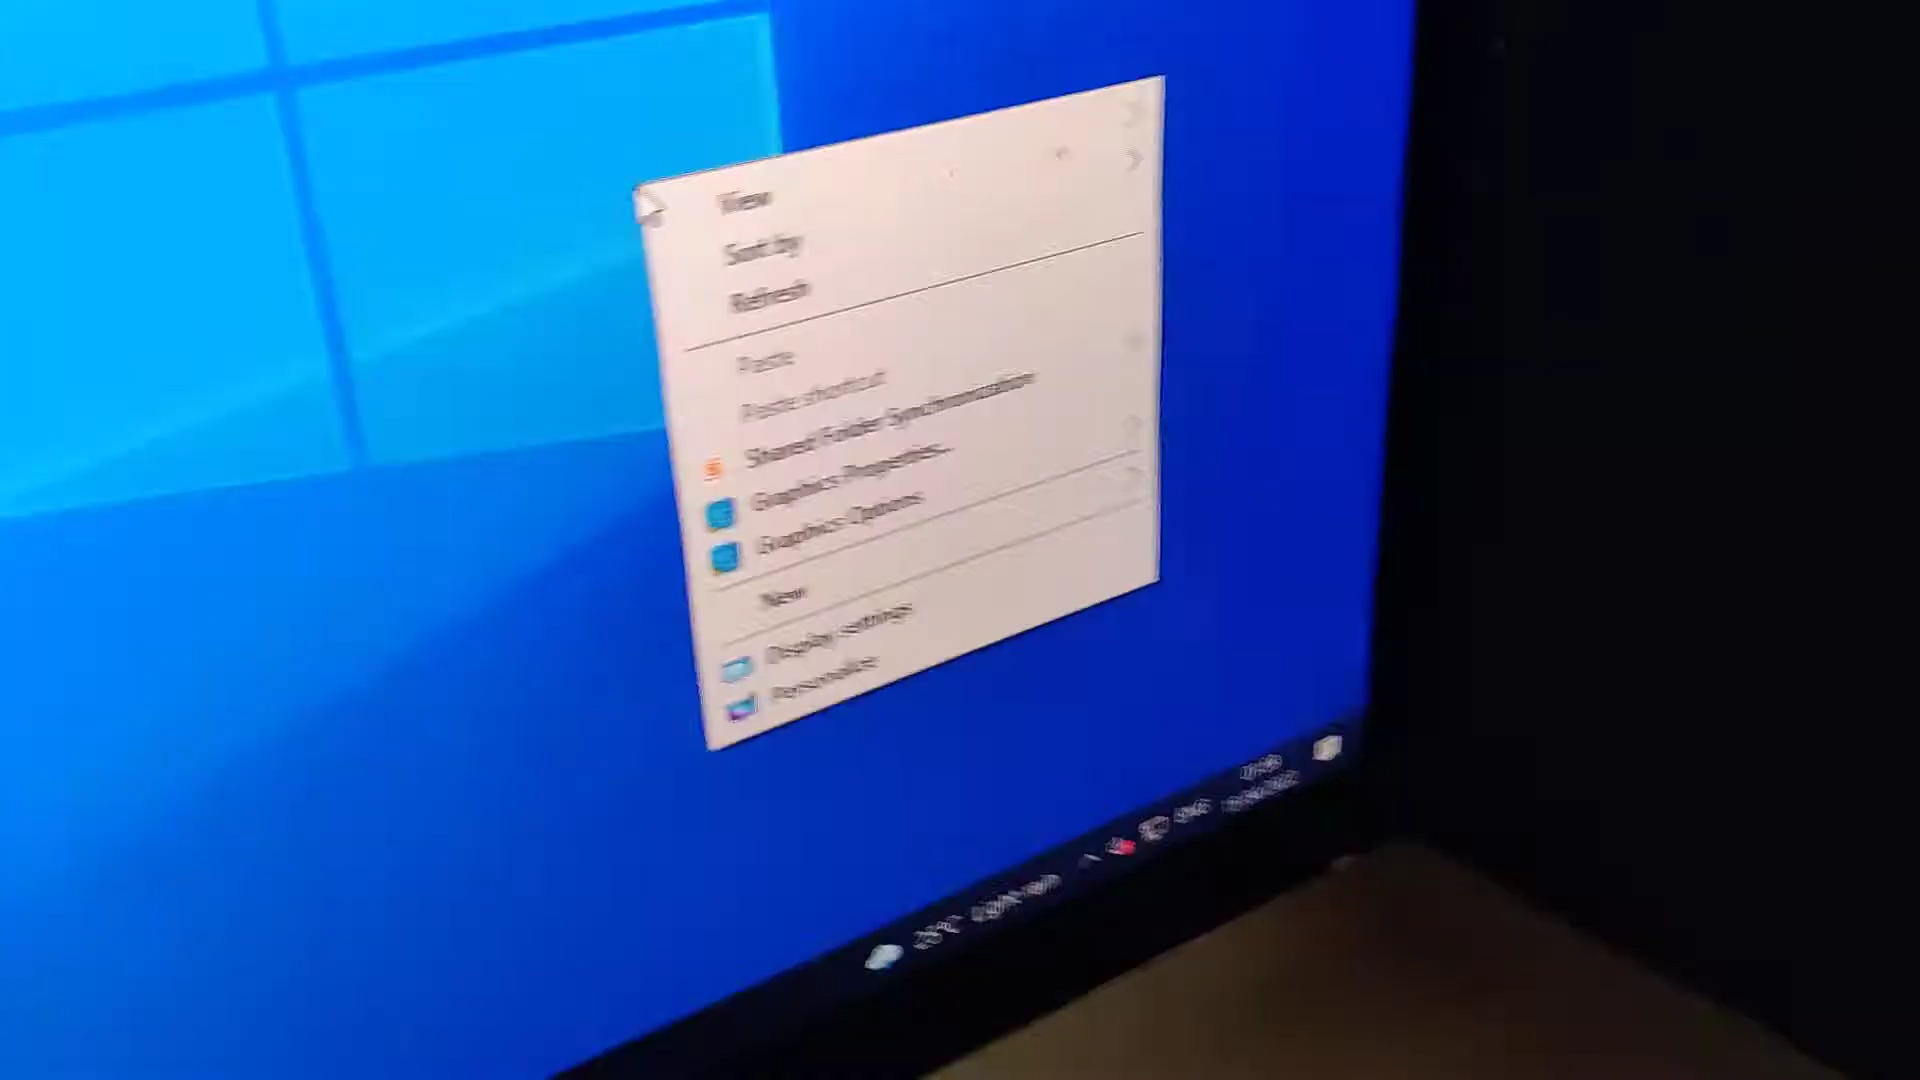 View
Sort by
Refresh
Paste
Paste shortcut
Shared Folder Synchronization
Graphics Properties...
Graphics Options
New
Display settings
Personalize